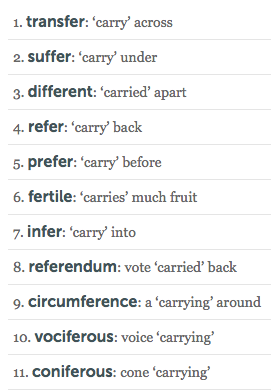 1. transfer: ‘carry’ across
2. suffer: ‘carry’ under
3. different: ‘carried’ apart
4. refer: ‘carry’ back
5. prefer: ‘carry’ before
6. fertile: ‘carries’ much fruit
7. infer: ‘carry’ into
8. referendum: vote ‘carried’ back
9. circumference: a ‘carrying’ around
10. vociferous: voice ‘carrying’
11. coniferous: cone ‘carrying’